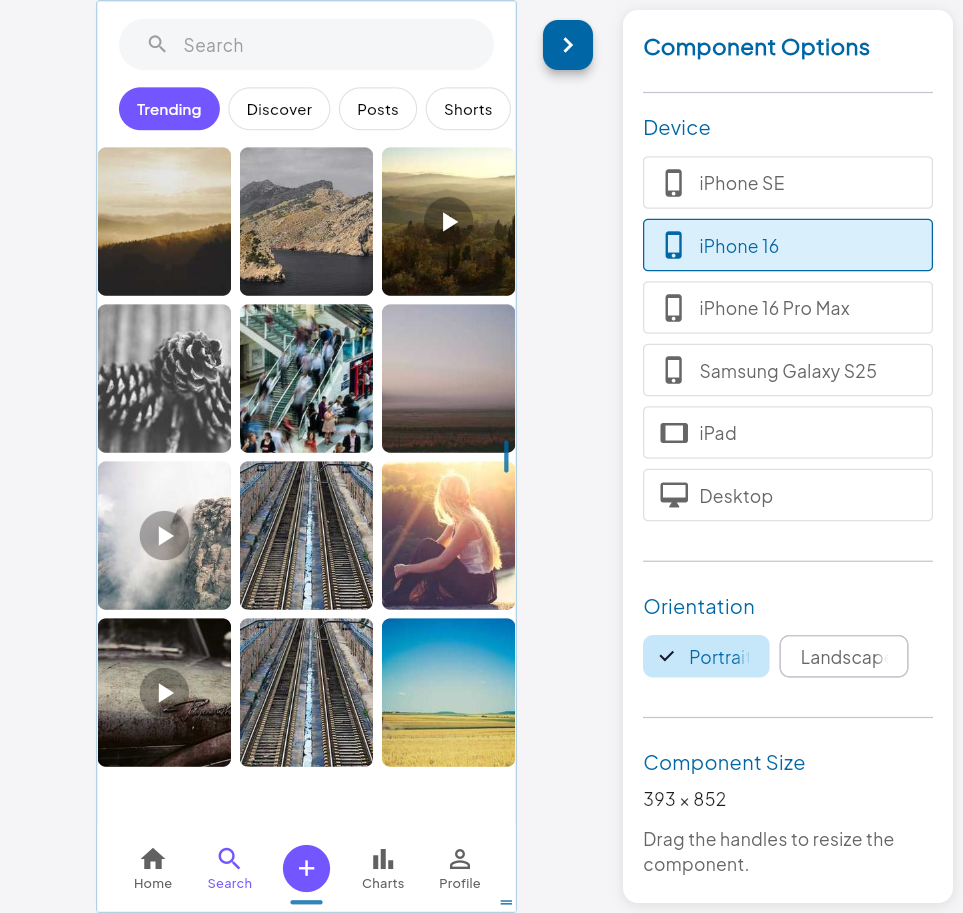 Search
Trending
Discover
Posts
Shorts
Home
Search
Charts
Profile
Component Options
Device
iPhone SE
iPhone 16
iPhone 16 Pro Max
Samsung Galaxy S25
iPad
Desktop
Orientation
Portrait
Landscap
Component Size
393 × 852
Drag the handles to resize the
component.